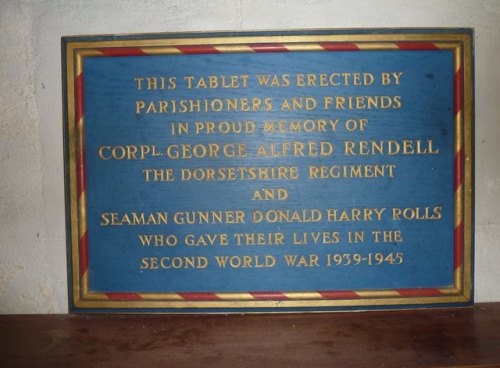 THIS TABLET WAS ERECTED BY
PARISHIONERS AND FRIENDS
IN PROUD MEMORY OF
CORPL. GEORGE ALFRED RENDELL
THE DORSETSHIRE REGIMENT
AND
SEAMAN GUNNER DONALD HARRY ROLLS
WHO GAVE THEIR LIVES IN THE
SECOND WORLD WAR 1939-1945